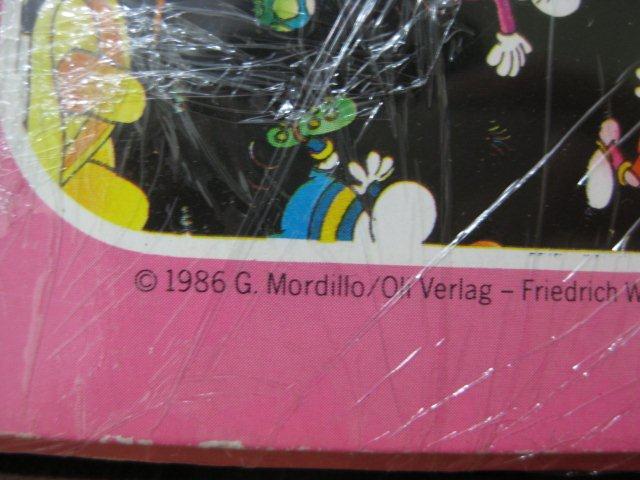 © 1986 G. Mordillo/Oli Verlag – Friedrich W